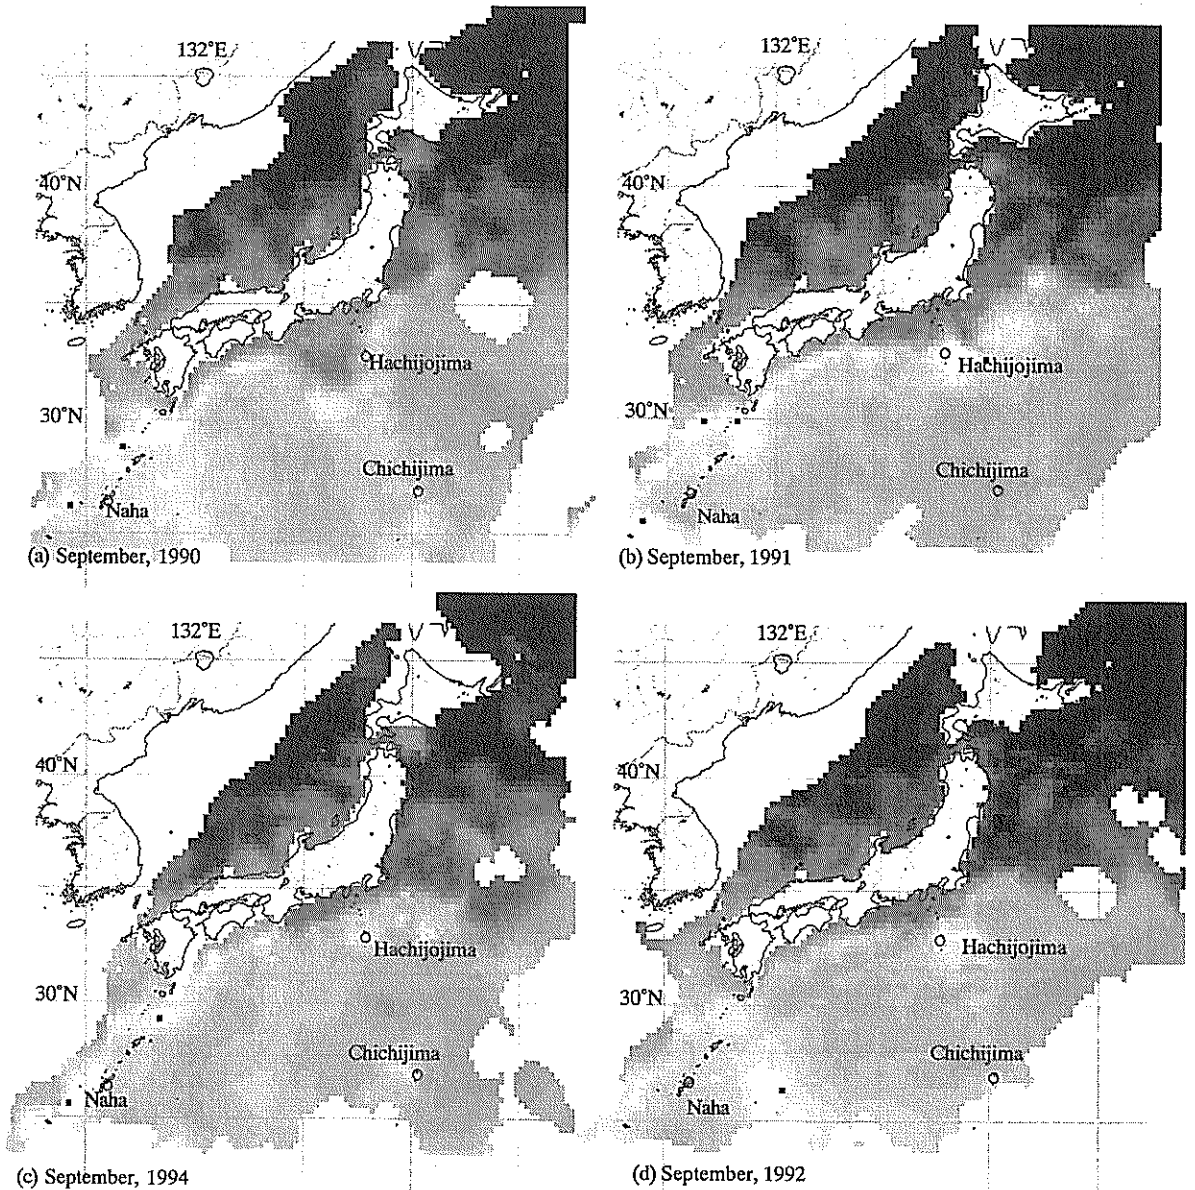 132°E
40°N
30°N
Hachijojima
Chichijima
Naha
(a) September, 1990
132°E
40°N
30°N
Hachijojima
Chichijima
Naha
(b) September, 1991
132°E
40°N
30°N
Hachijojima
Chichijima
Naha
(c) September, 1994
132°E
40°N
30°N
Hachijojima
Chichijima
Naha
(d) September, 1992